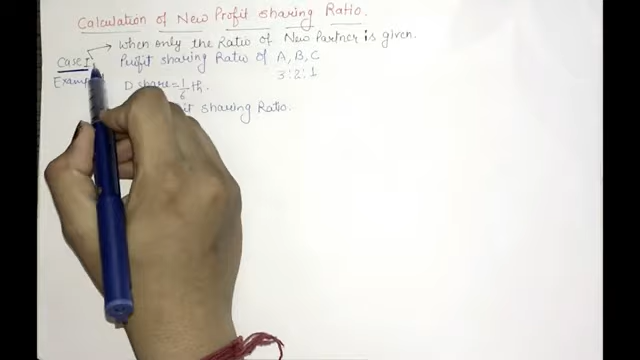 Calculation of New Profit sharing Ratio.
→ When only the Ratio of New Partner is given.
Case I
Profit sharing Ratio of A, B, C
3:2:1
D share = 1/6 th.
sharing Ratio.